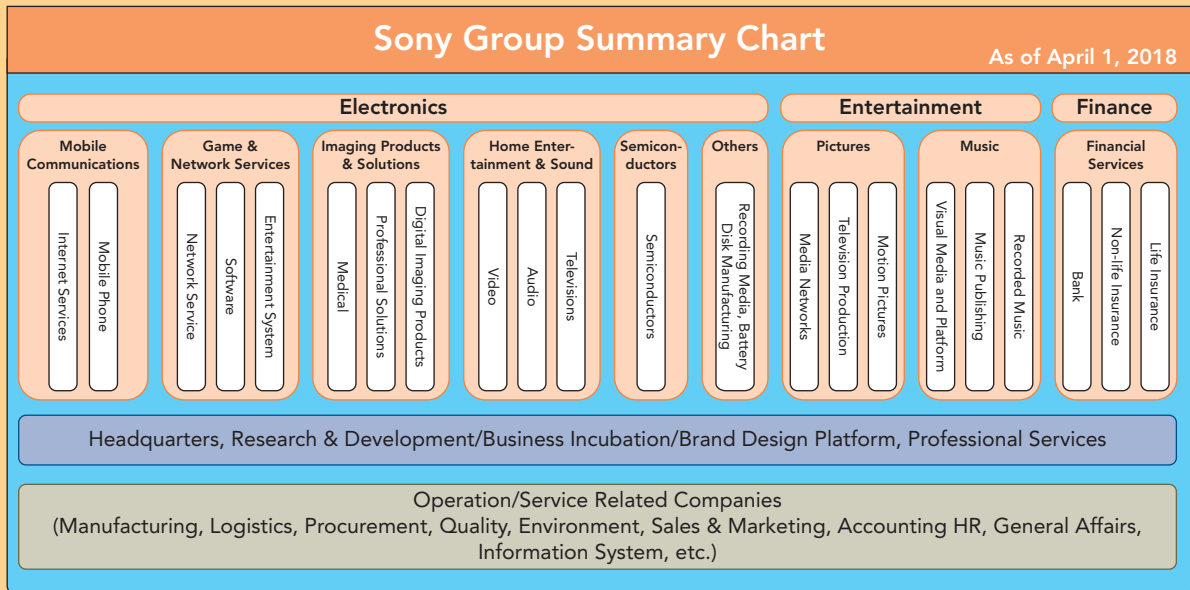 Sony Group Summary Chart
As of April 1, 2018
Electronics
Entertainment
Finance
Mobile
Communications
Internet Services
Mobile Phone
Game &
Network Services
Network Service
Software
Entertainment System
Imaging Products
& Solutions
Medical
Professional Solutions
Digital Imaging Products
Home Enter-
tainment & Sound
Video
Audio
Televisions
Semicon-
ductors
Semiconductors
Others
Recording Media, Battery
Disk Manufacturing
Pictures
Media Networks
Television Production
Motion Pictures
Music
Visual Media and Platform
Music Publishing
Recorded Music
Financial
Services
Bank
Non-life Insurance
Life Insurance
Headquarters, Research & Development/Business Incubation/Brand Design Platform, Professional Services
Operation/Service Related Companies
(Manufacturing, Logistics, Procurement, Quality, Environment, Sales & Marketing, Accounting HR, General Affairs,
Information System, etc.)